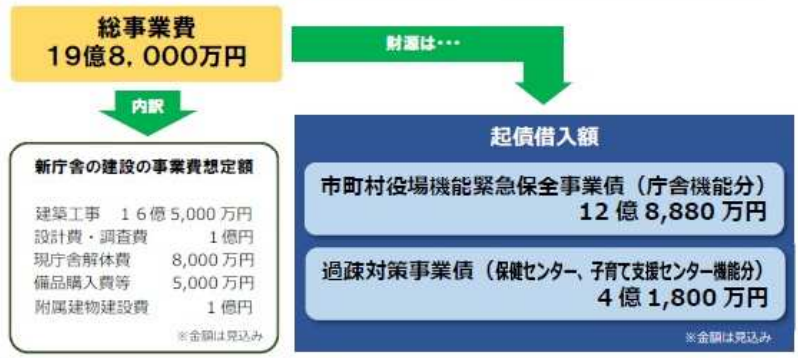 総事業費
19億8,000万円
財源は…
内訳
新庁舎の建設の事業費想定額
建築工事 16億5,000万円
設計費・調査費 1億円
現庁舎解体費 8,000万円
備品購入費等 5,000万円
附属建物建設費 1億円
※金額は見込み
起債借入額
市町村役場機能緊急保全事業債（庁舎機能分）
12億8,880万円
過疎対策事業債（保健センター、子育て支援センター機能分）
4億1,800万円
※金額は見込み